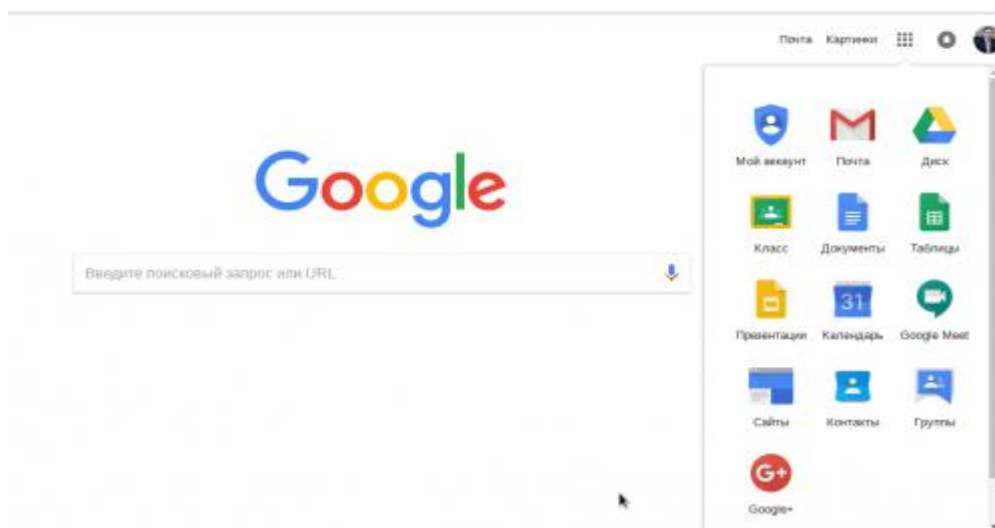 Почта Картинки
Мой аккаунт Почта Диск
Google
Класс Документы Таблицы
Введите поисковый запрос или URL
31
Презентации Календарь Google Meet
Сайты Контакты Группы
G+
Google+